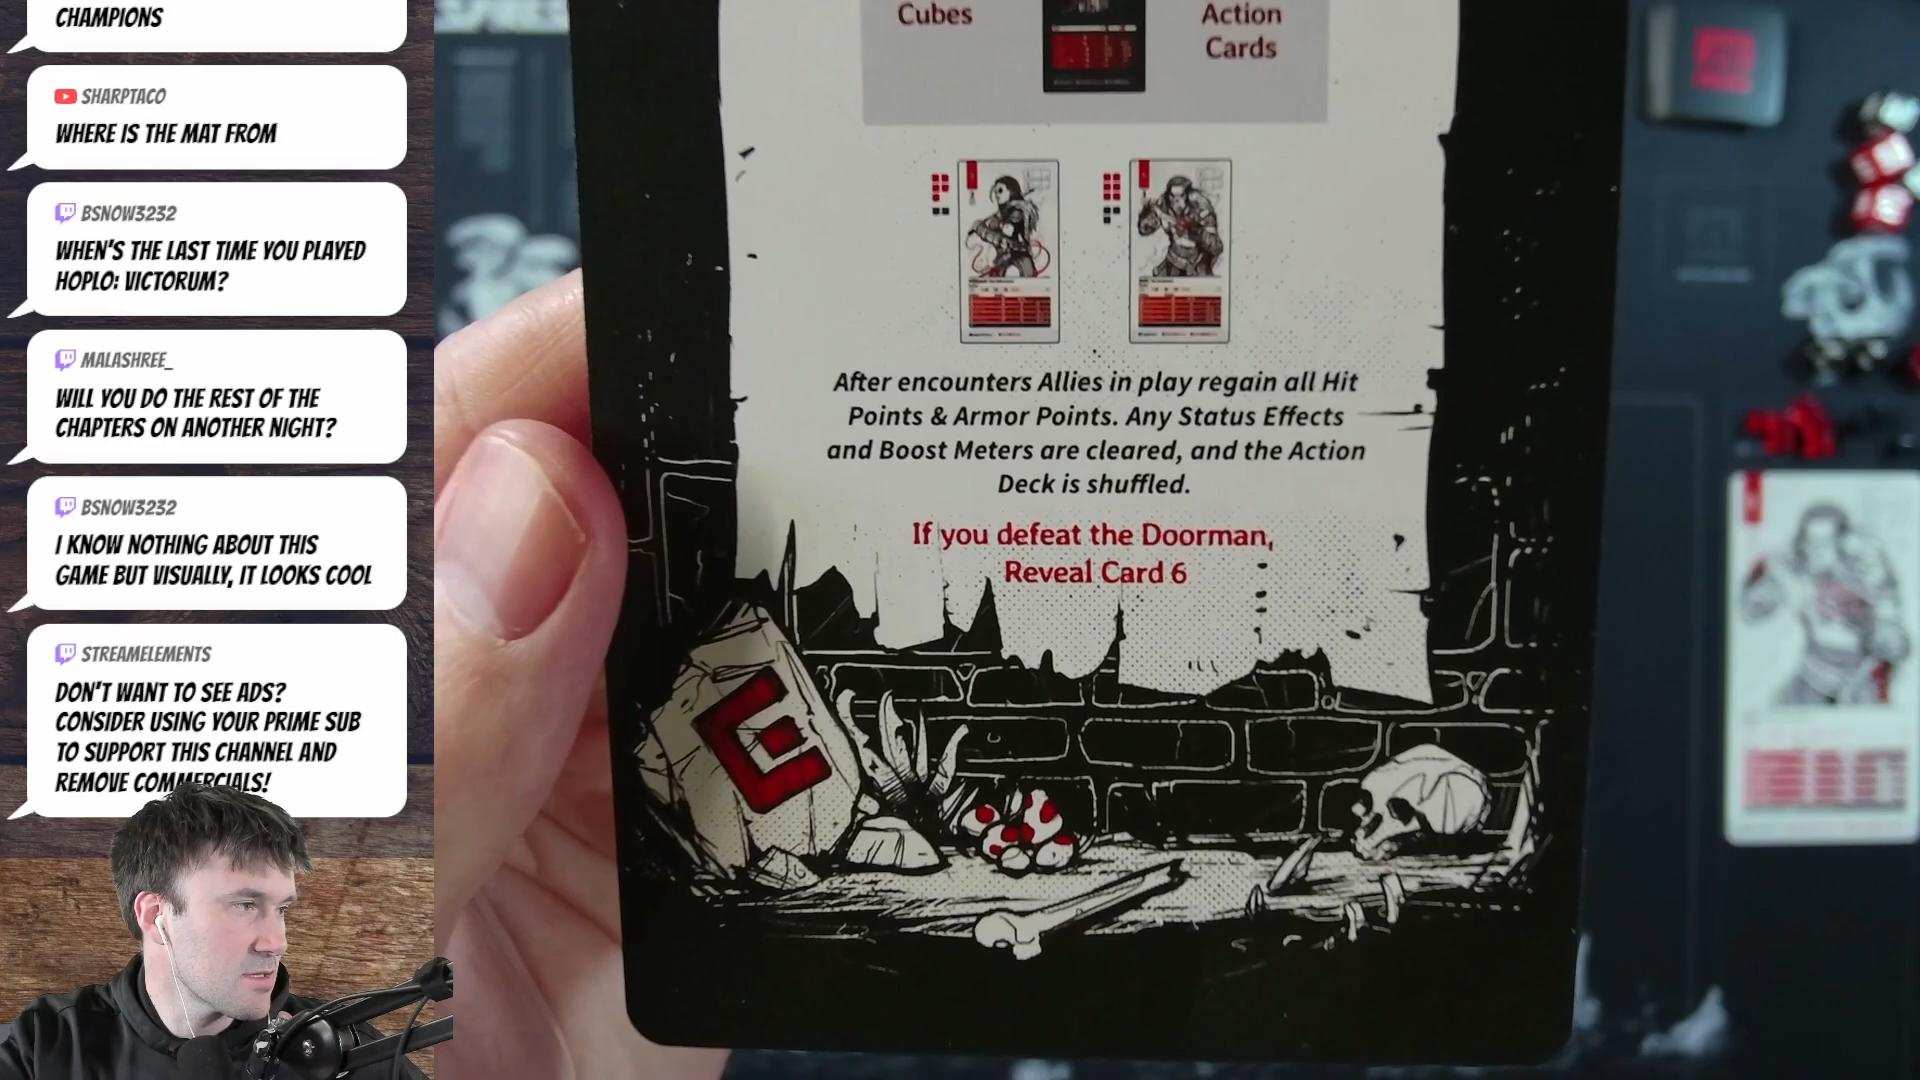 CHAMPIONS
SHARPTACO
WHERE IS THE MAT FROM
BSNOW3232
WHEN'S THE LAST TIME YOU PLAYED
HOPLO: VICTORUM?
MALASHREE_
WILL YOU DO THE REST OF THE
CHAPTERS ON ANOTHER NIGHT?
BSNOW3232
I KNOW NOTHING ABOUT THIS
GAME BUT VISUALLY, IT LOOKS COOL
STREAMELEMENTS
DON'T WANT TO SEE ADS?
CONSIDER USING YOUR PRIME SUB
TO SUPPORT THIS CHANNEL AND
REMOVE COMMERCIALS!
Cubes
Action
Cards
After encounters Allies in play regain all Hit
Points & Armor Points. Any Status Effects
and Boost Meters are cleared, and the Action
Deck is shuffled.
If you defeat the Doorman,
Reveal Card 6